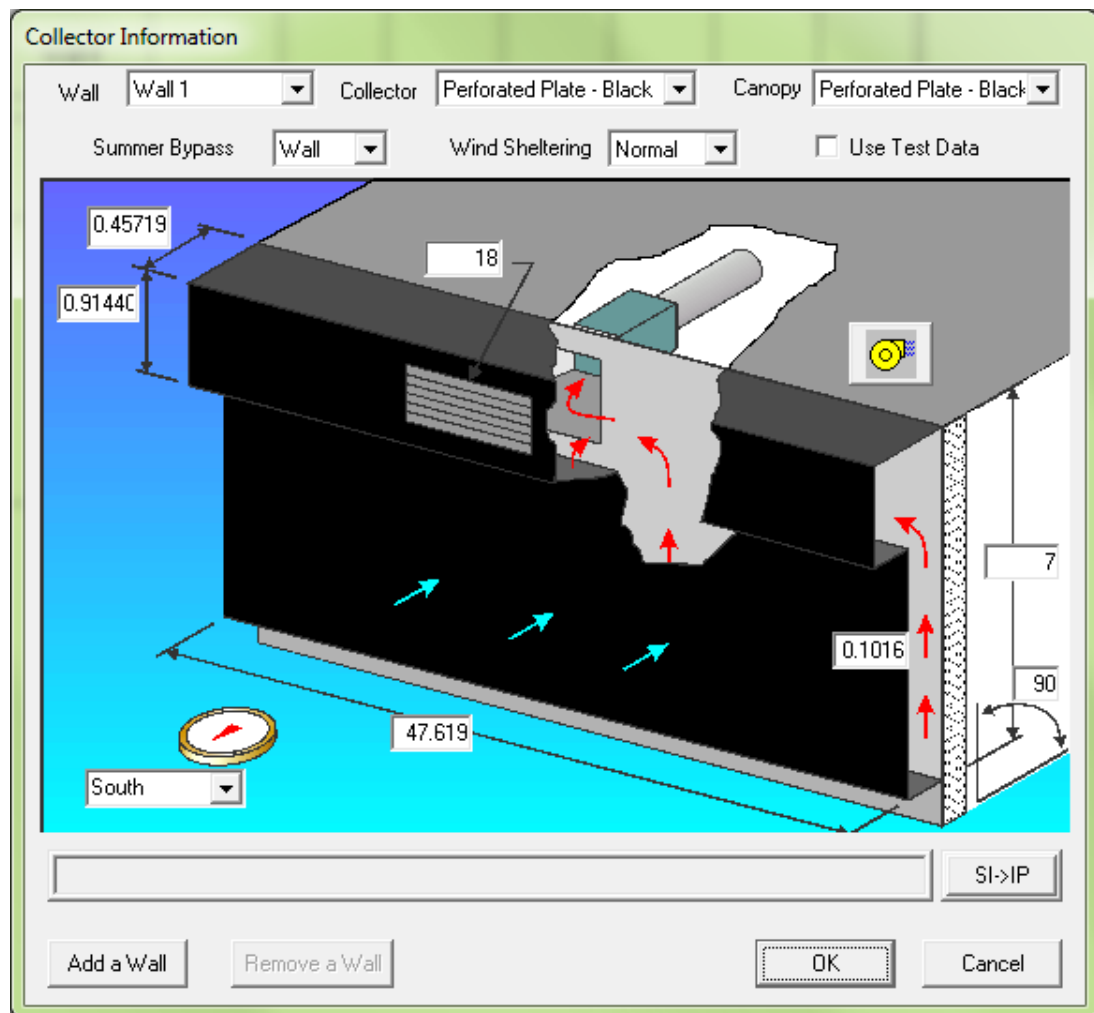 Collector Information
Wall Wall 1 Collector Perforated Plate - Black Canopy Perforated Plate - Black
Summer Bypass Wall Wind Sheltering Normal Use Test Data
0.45719
18
0.9144
7
0.1016
90
47.619
South
SI->IP
Add a Wall Remove a Wall OK Cancel